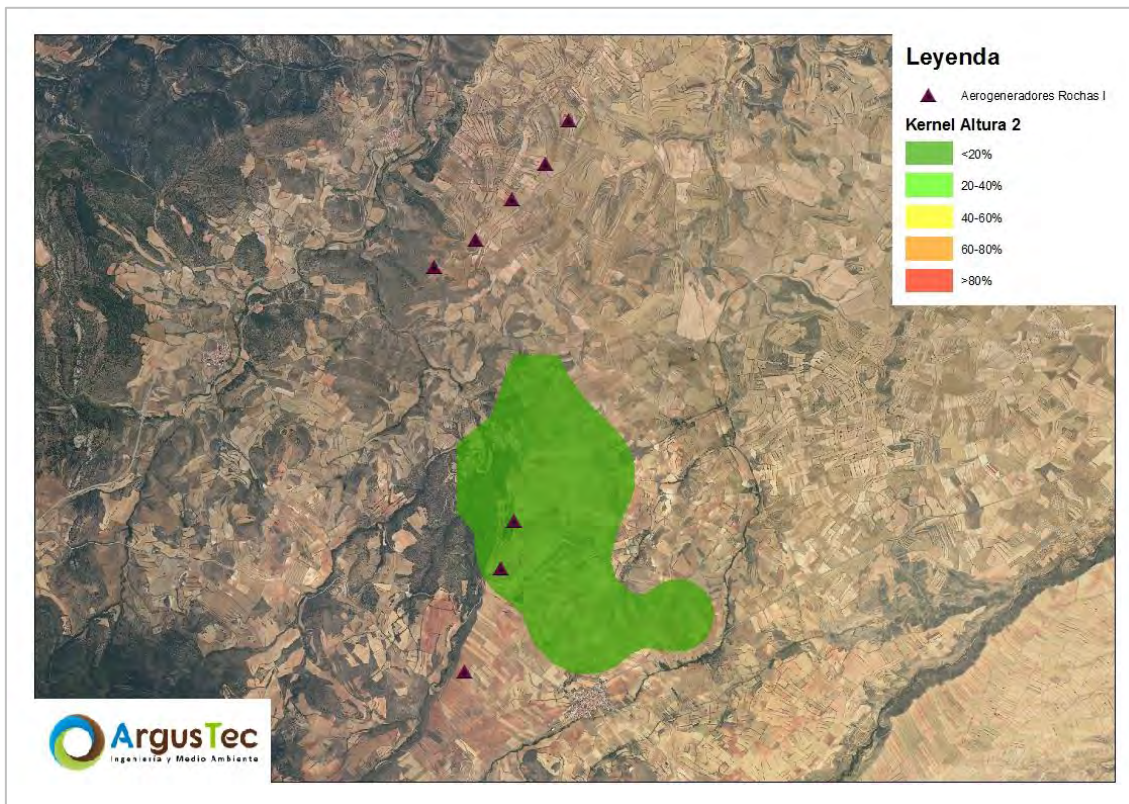 Leyenda
Aerogeneradores Rochas I
Kernel Altura 2
<20%
20-40%
40-60%
60-80%
>80%
ArgusTec
Ingeniería y Medio Ambiente